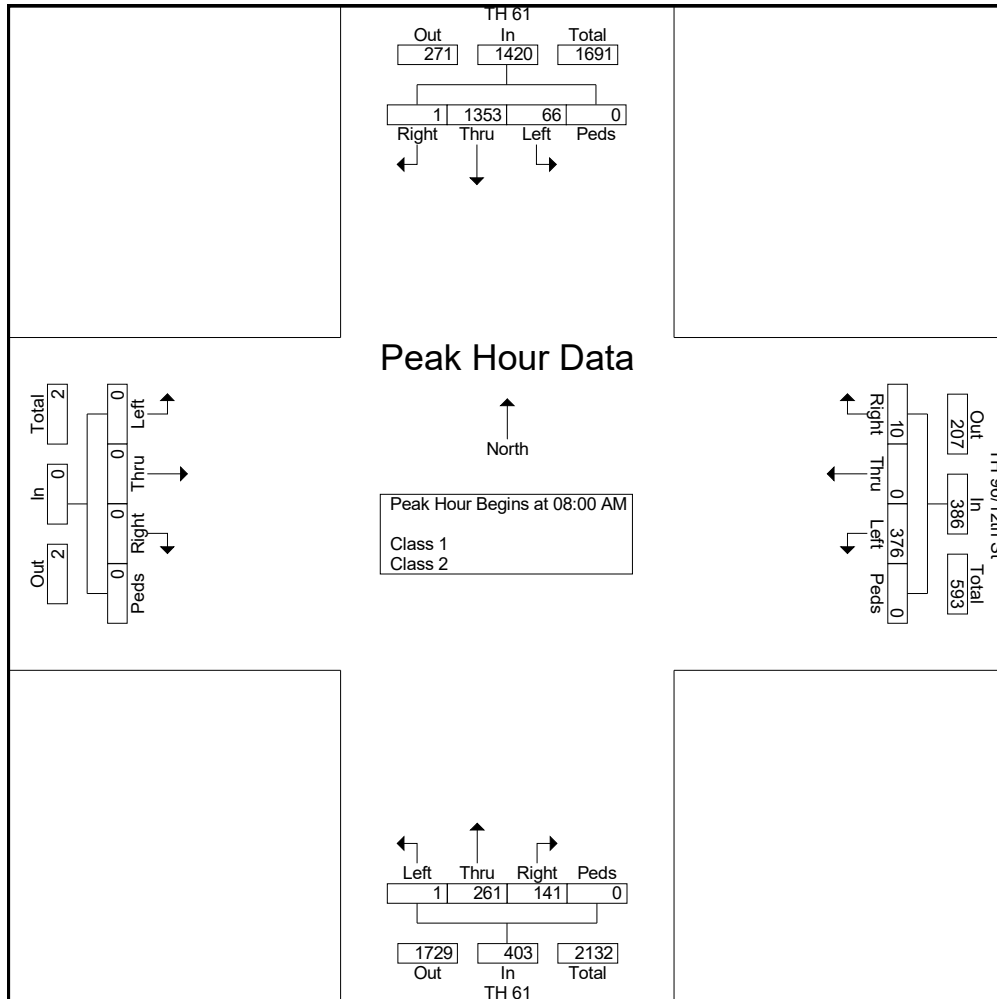 TH 61
Out In Total
271 1420 1691
1 1353 66 0
Right Thru Left Peds
Peak Hour Data
North
Peak Hour Begins at 08:00 AM
Class 1
Class 2
Left Thru Right Peds
0 0 0 0
Total In Out
2 0 2
Out In Total
207 386 593
10 0 376 0
Right Thru Left Peds
Left Thru Right Peds
1 261 141 0
1729 403 2132
Out In Total
TH 61